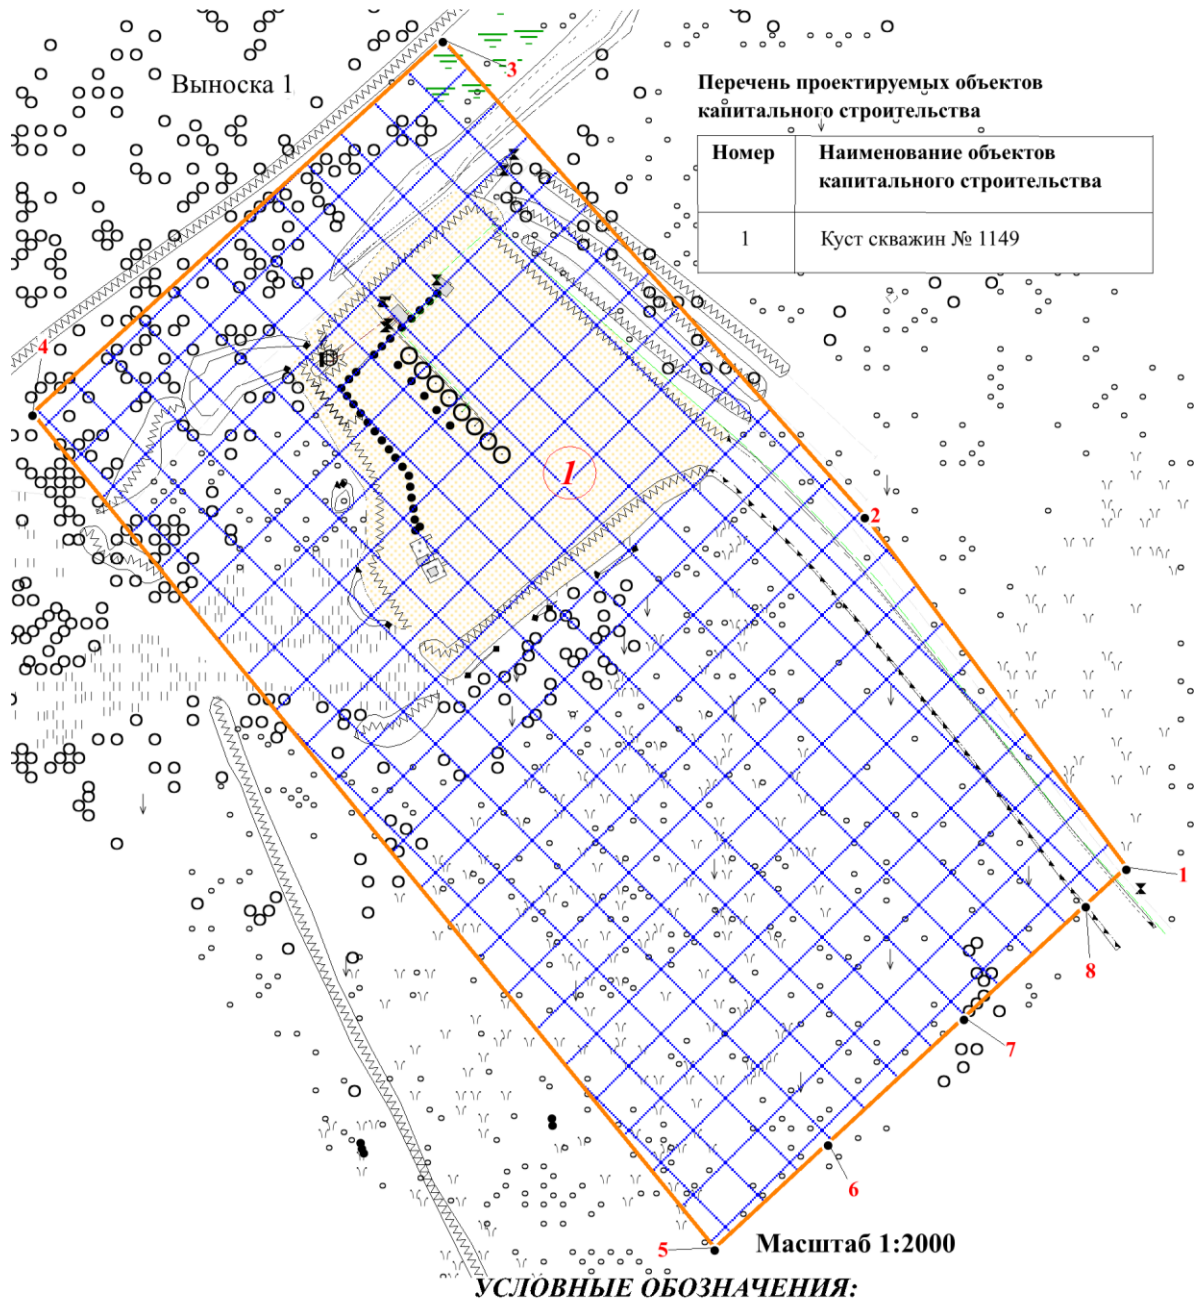 Выноска 1
3
Перечень проектируемых объектов
капитального строительства
Номер
Наименование объектов
капитального строительства
1
Куст скважин № 1149
4
1
2
1
8
7
6
5
Масштаб 1:2000
УСЛОВНЫЕ ОБОЗНАЧЕНИЯ: